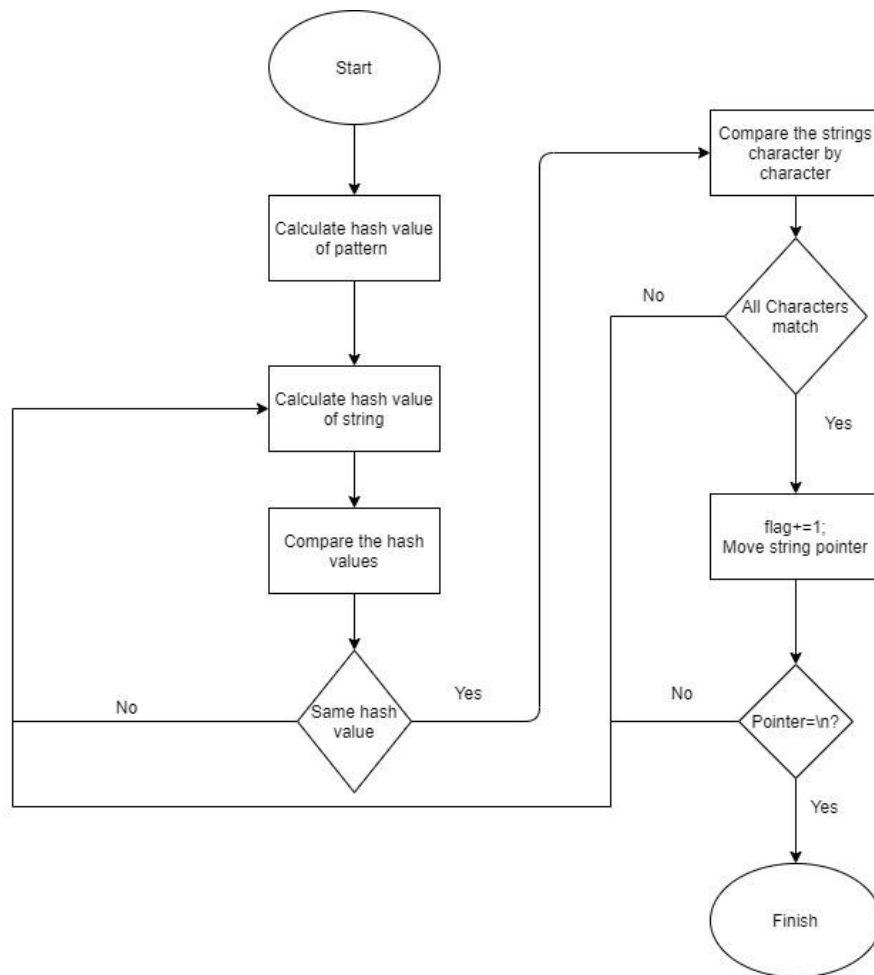 Start
Calculate hash value
of pattern
Calculate hash value
of string
Compare the hash
values
Same hash
value
No
Yes
Compare the strings
character by
character
All Characters
match
No
Yes
flag+=1;
Move string pointer
Pointer=\n?
No
Yes
Finish